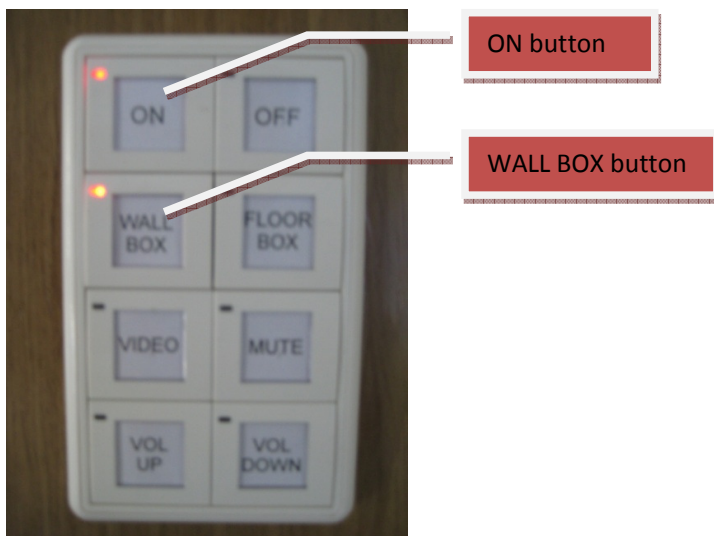 ON button
WALL BOX button
ON
OFF
WALL
BOX
FLOOR
BOX
VIDEO
MUTE
VOL
UP
VOL
DOWN